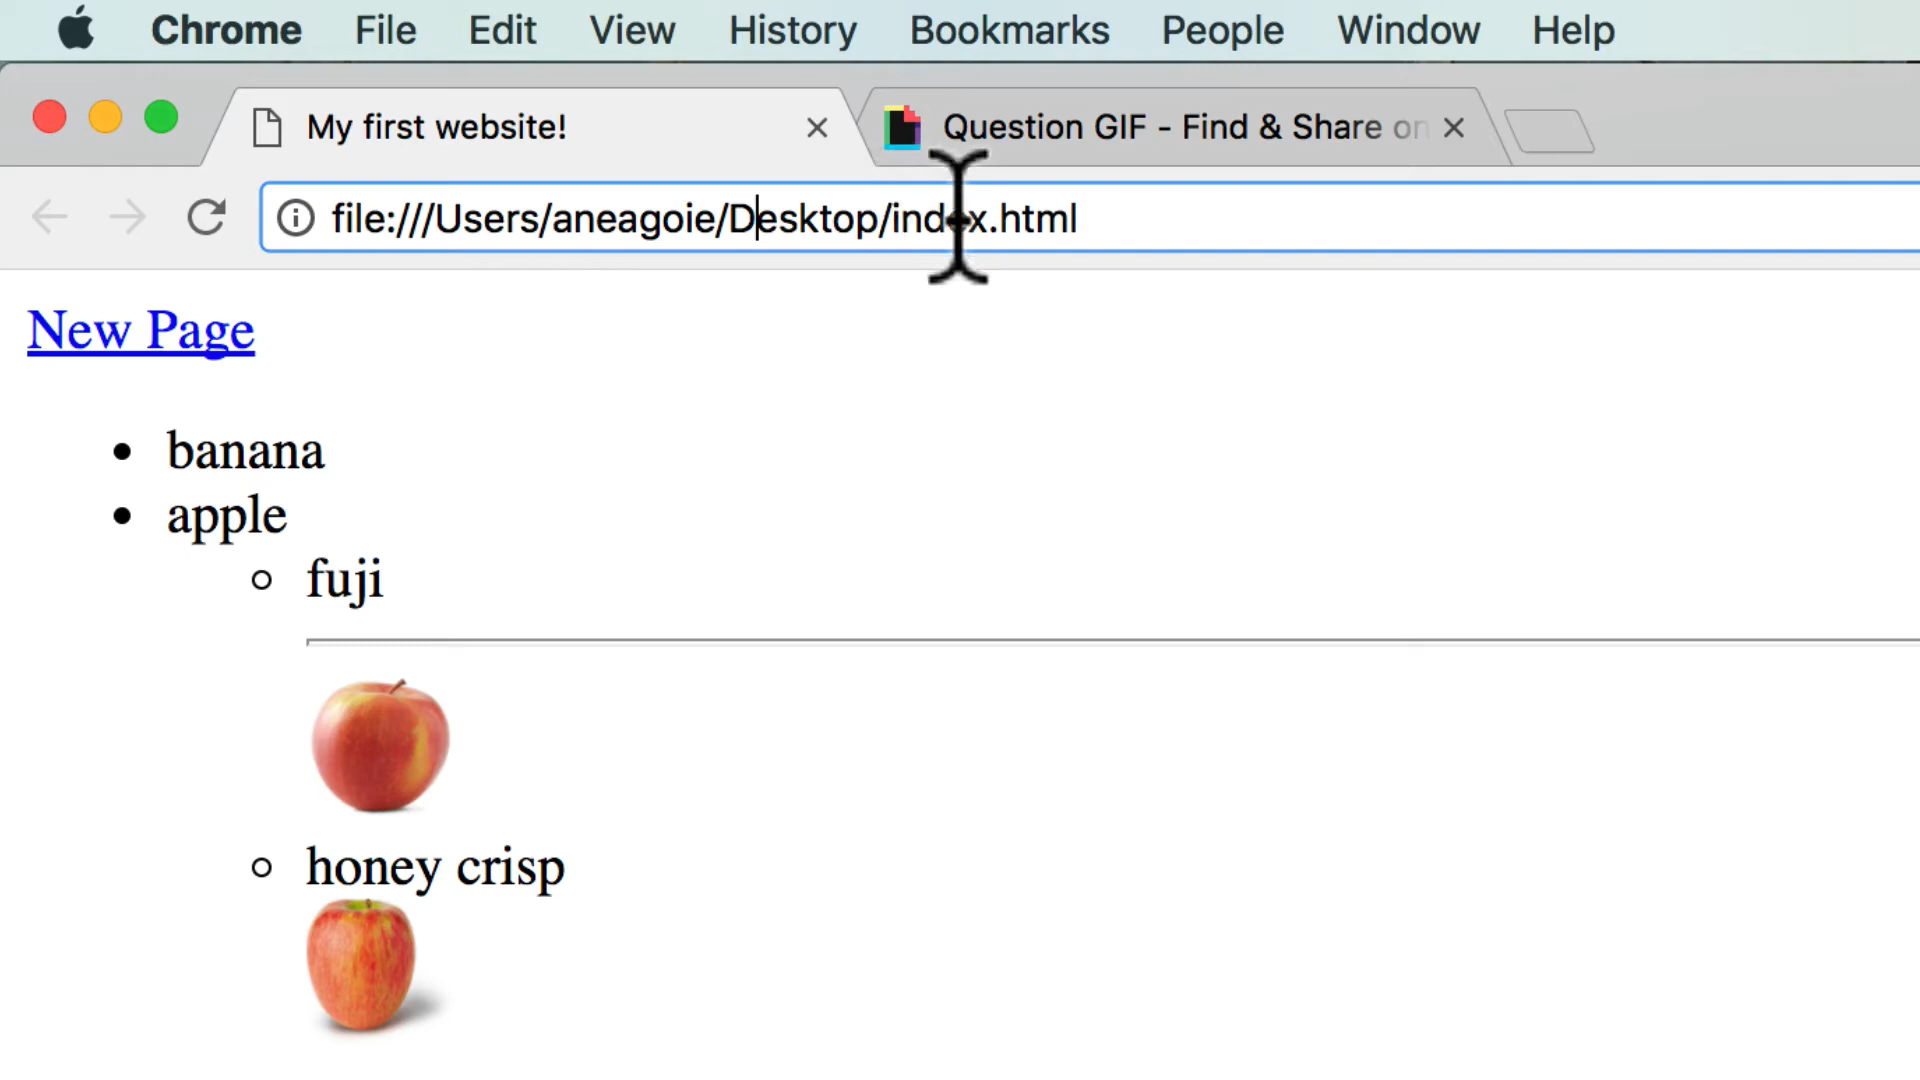 Chrome File Edit View History Bookmarks People Window Help
My first website! Question GIF - Find & Share on
file:///Users/aneagoie/Desktop/index.html
New Page
banana
apple
fuji
honey crisp